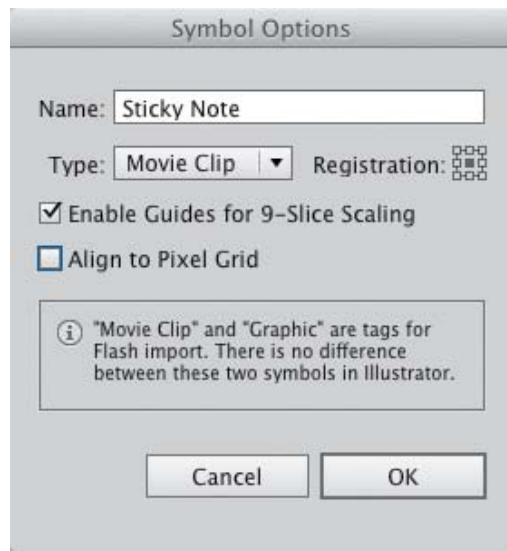 Symbol Options
Name: Sticky Note
Type: Movie Clip Registration:
Enable Guides for 9-Slice Scaling
Align to Pixel Grid
"Movie Clip" and "Graphic" are tags for
Flash import. There is no difference
between these two symbols in Illustrator.
Cancel OK